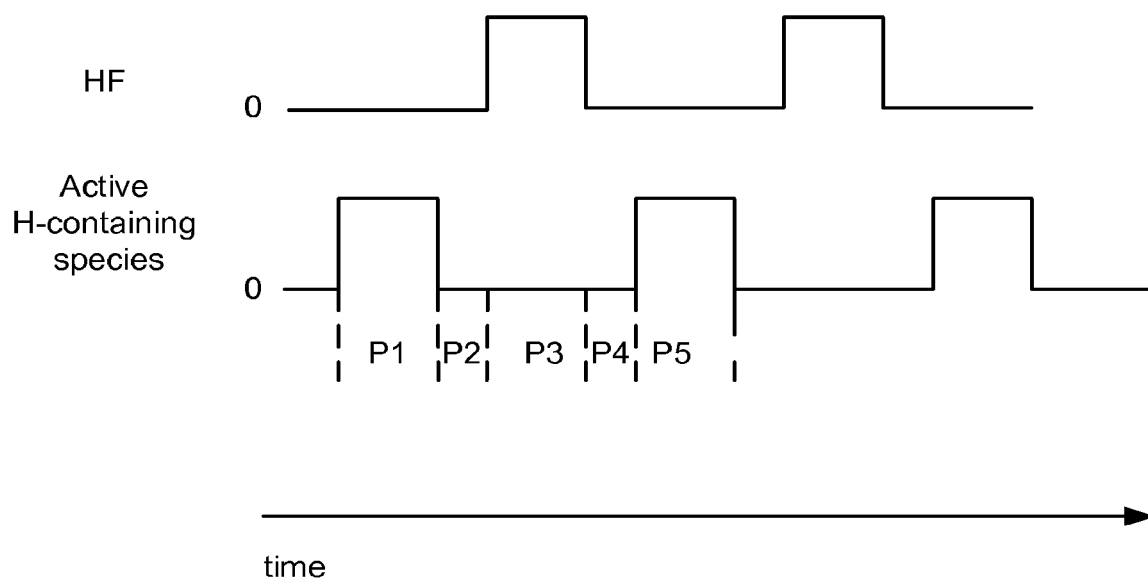 HF
0
Active
H-containing
species
0
P1 P2 P3 P4 P5
time